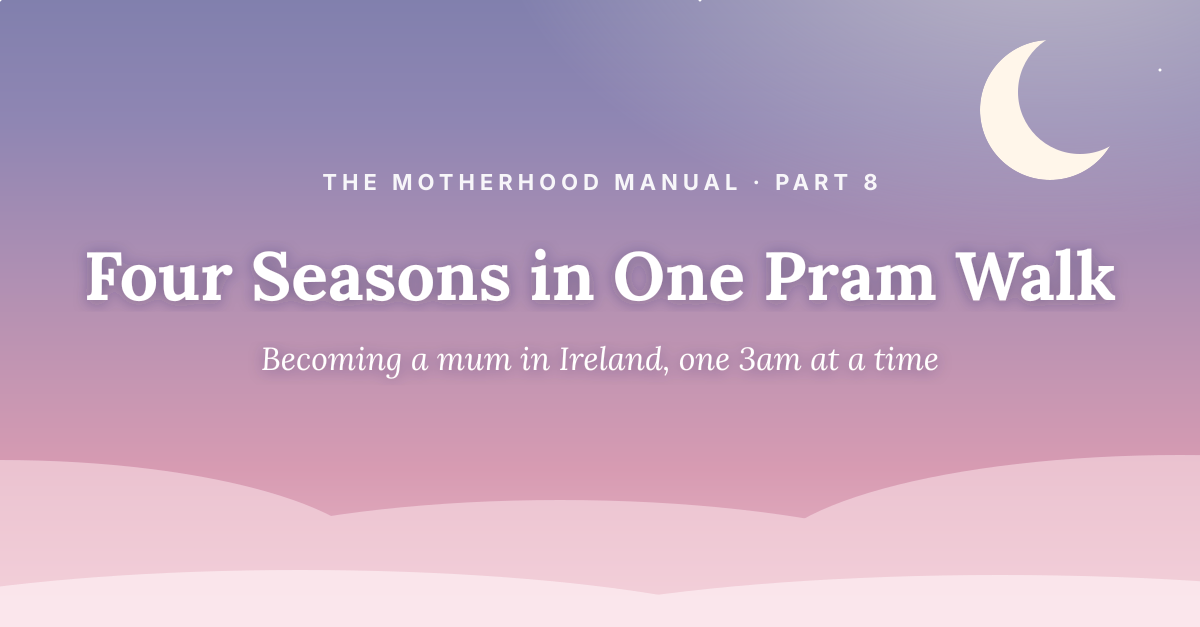 THE MOTHERHOOD MANUAL · PART 8
Four Seasons in One Pram Walk
Becoming a mum in Ireland, one 3am at a time